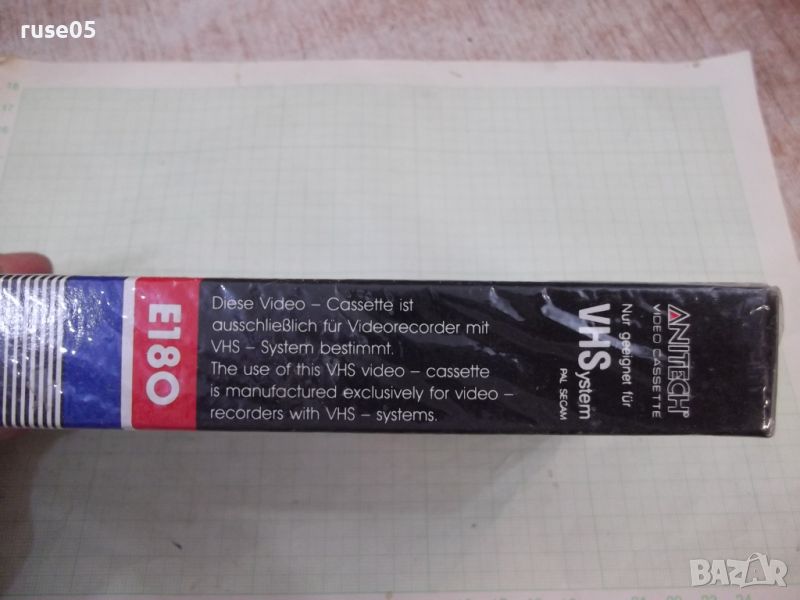 ruse05
E180
Diese Video – Cassette ist
ausschließlich für Videorecorder mit
VHS – System bestimmt.
The use of this VHS video – cassette
is manufactured exclusively for video –
recorders with VHS – systems.
ANITECH
VIDEO CASSETTE
Nur geeignet für
VHSystem
PAL SECAM
BAZAR